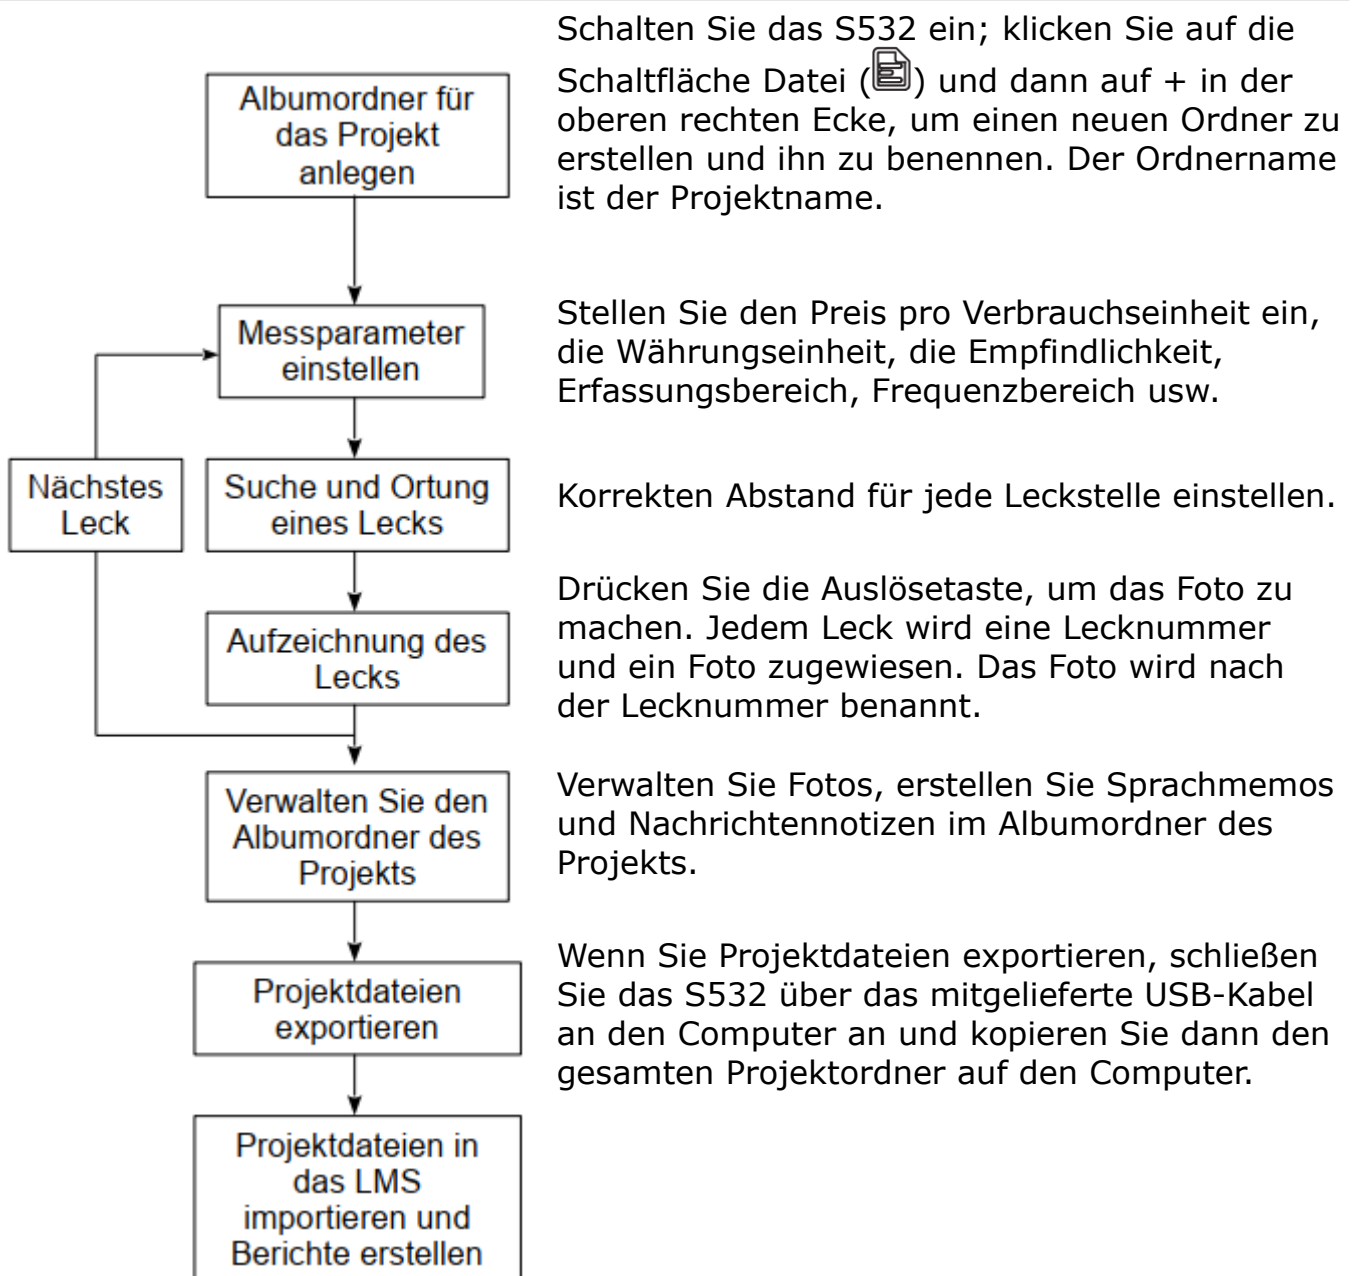 Schalten Sie das S532 ein; klicken Sie auf die
Schaltfläche Datei () und dann auf + in der
oberen rechten Ecke, um einen neuen Ordner zu
erstellen und ihn zu benennen. Der Ordnername
ist der Projektname.
Albumordner für
das Projekt
anlegen
Messparameter
einstellen
Stellen Sie den Preis pro Verbrauchseinheit ein,
die Währungseinheit, die Empfindlichkeit,
Erfassungsbereich, Frequenzbereich usw.
Nächstes
Leck
Suche und Ortung
eines Lecks
Korrekten Abstand für jede Leckstelle einstellen.
Aufzeichnung des
Lecks
Drücken Sie die Auslösetaste, um das Foto zu
machen. Jedem Leck wird eine Lecknummer
und ein Foto zugewiesen. Das Foto wird nach
der Lecknummer benannt.
Verwalten Sie den
Albumordner des
Projekts
Verwalten Sie Fotos, erstellen Sie Sprachmemos
und Nachrichtennotizen im Albumordner des
Projekts.
Projektdateien
exportieren
Wenn Sie Projektdateien exportieren, schließen
Sie das S532 über das mitgelieferte USB-Kabel
an den Computer an und kopieren Sie dann den
gesamten Projektordner auf den Computer.
Projektdateien in
das LMS
importieren und
Berichte erstellen